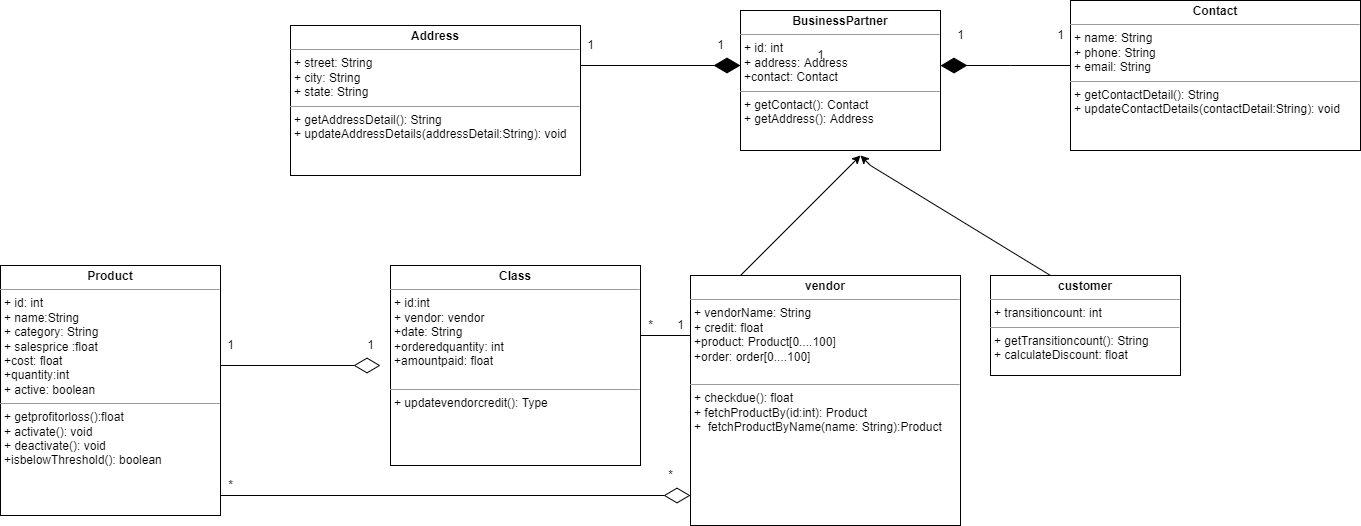 Address
+ street: String
+ city: String
+ state: String
+ getAddressDetail(): String
+ updateAddressDetails(addressDetail:String): void
1
1
BusinessPartner
+ id: int
1
+ address: Address
+contact: Contact
+ getContact(): Contact
+ getAddress(): Address
1
1
Contact
+ name: String
+ phone: String
+ email: String
+ getContactDetail(): String
+ updateContactDetails(contactDetail:String): void
Product
+ id: int
+ name:String
+ category: String
+ salesprice :float
+cost: float
+quantity:int
+ active: boolean
+ getprofitorloss():float
+ activate(): void
+ deactivate(): void
+isbelowThreshold(): boolean
1
1
Class
+ id:int
+ vendor: vendor
+date: String
+ orderedquantity: int
+amountpaid: float
+ updatevendorcredit(): Type
*
1
vendor
+ vendorName: String
+ credit: float
+product: Product[0....100]
+order: order[0....100]
+ checkdue(): float
+ fetchProductBy(id:int): Product
+ fetchProductByName(name: String):Product
customer
+ transitioncount: int
+ getTransitioncount(): String
+ calculateDiscount: float
*
*